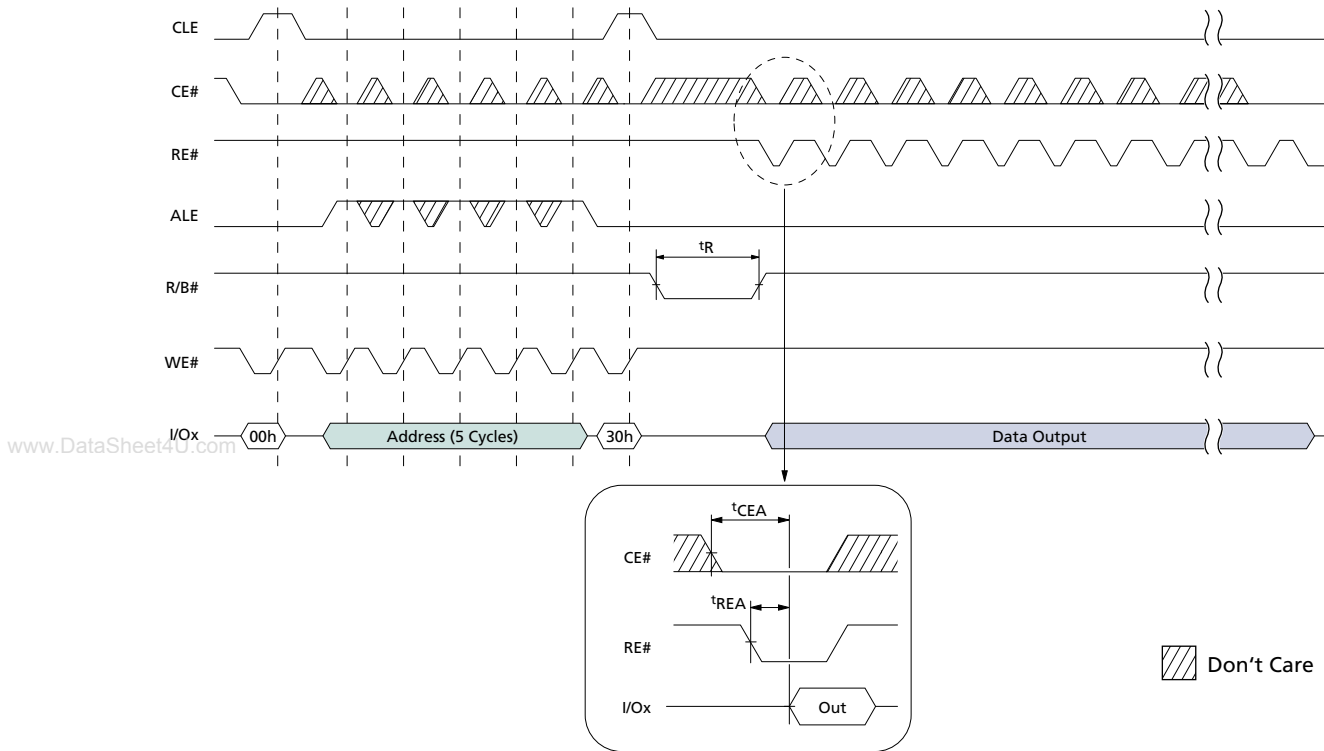 CLE
CE#
RE#
ALE
tR
R/B#
WE#
I/Ox 00h Address (5 Cycles) 30h Data Output
www.DataSheet4U.com
tCEA
CE#
tREA
RE#
I/Ox Out
Don't Care